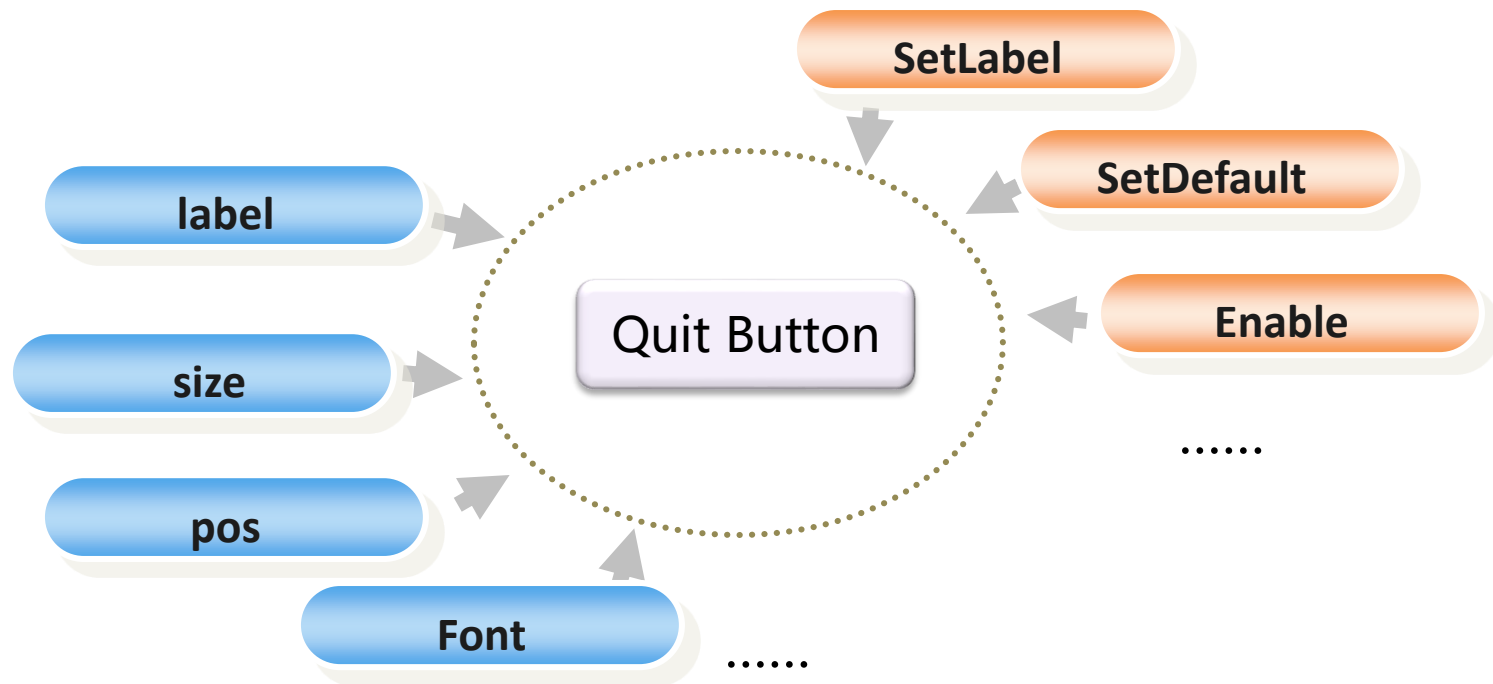 SetLabel
SetDefault
label
Enable
Quit Button
size
......
pos
Font
......